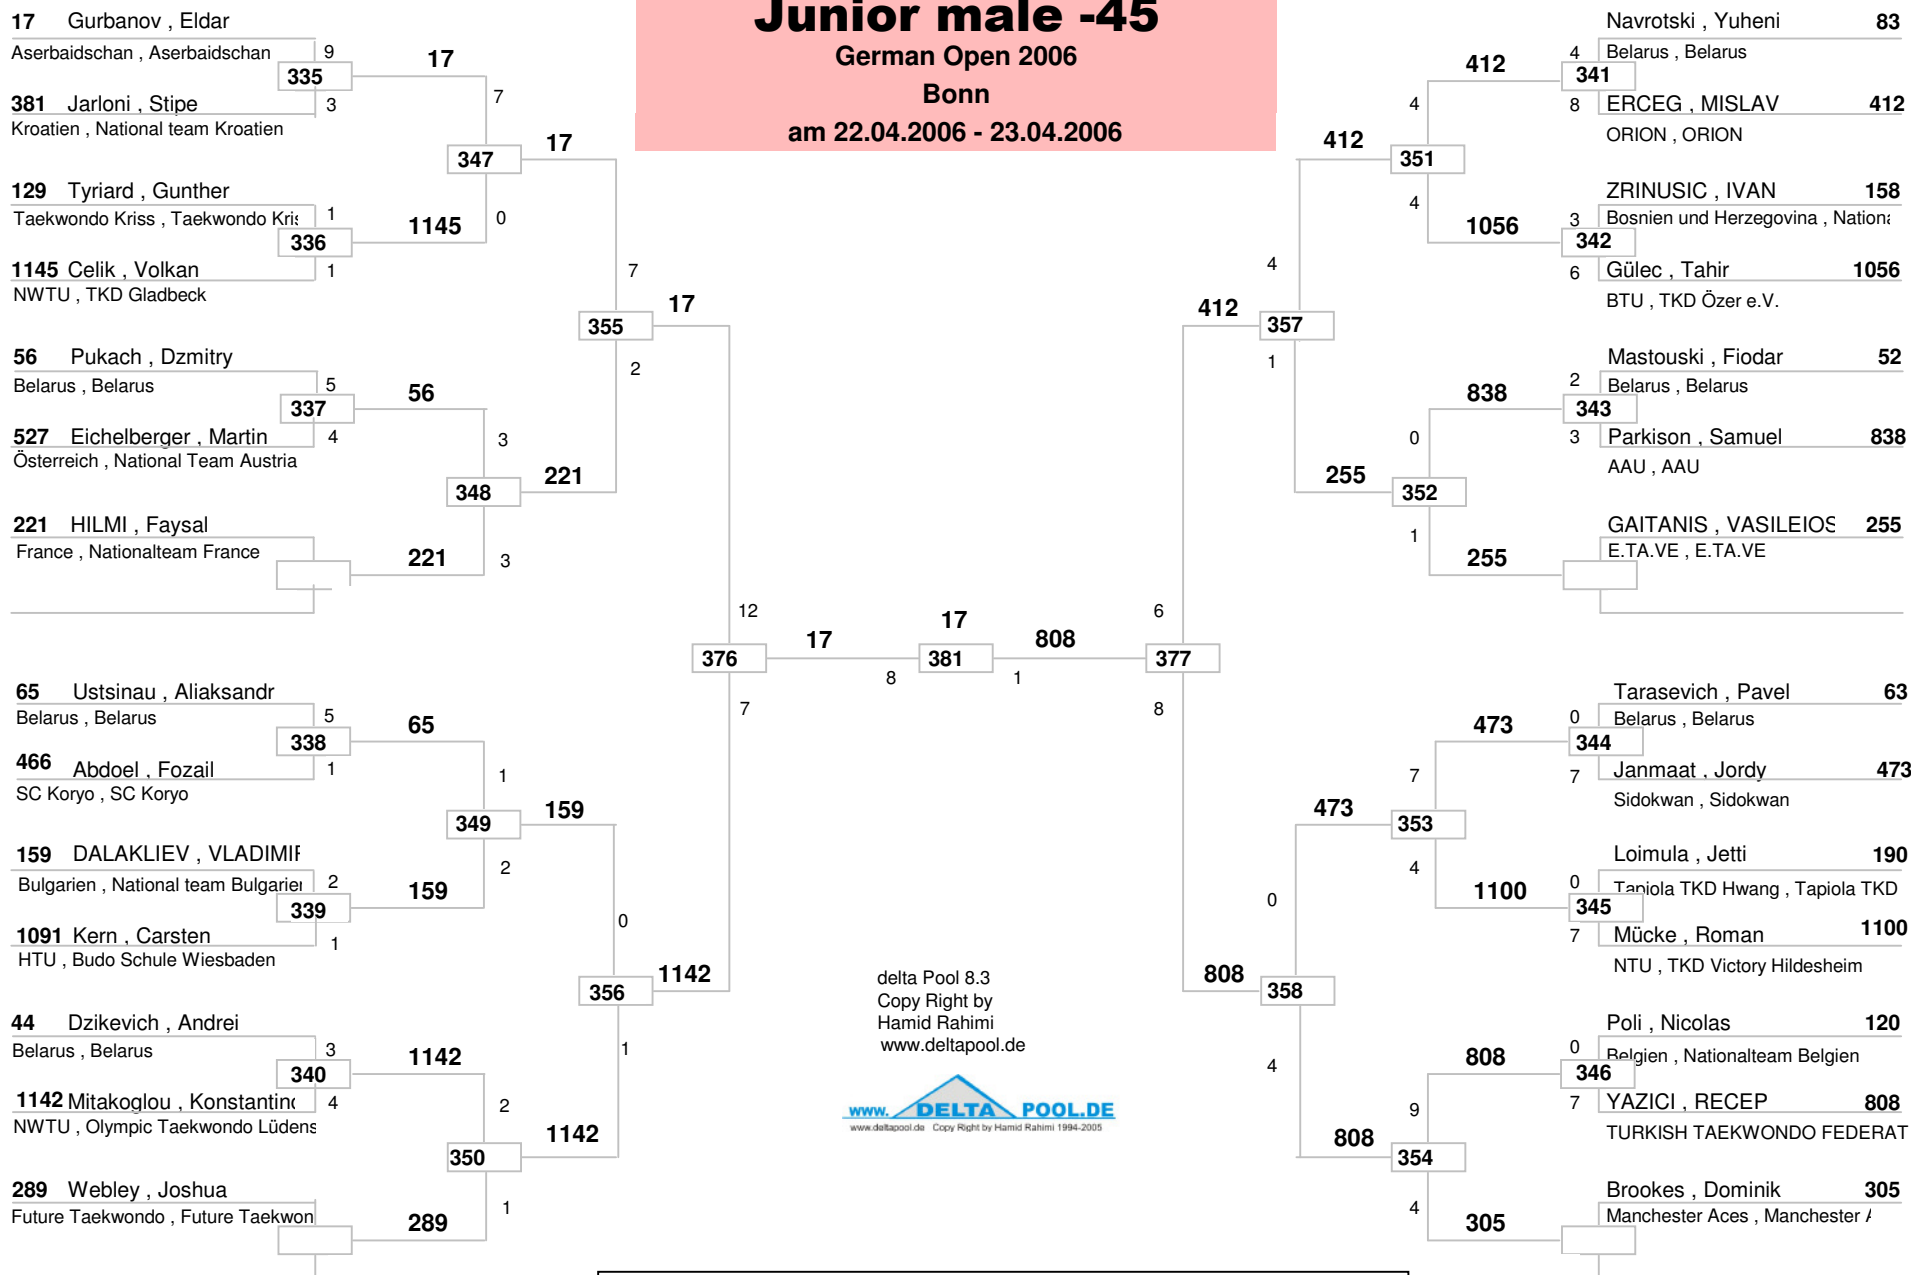 Junior male -45
German Open 2006
Bonn
am 22.04.2006 - 23.04.2006
17 Gurbanov , Eldar
Aserbaidschan , Aserbaidschan
9
335
17
381 Jarloni , Stipe
3
Kroatien , National team Kroatien
7
347
17
129 Tyriard , Gunther
Taekwondo Kriss , Taekwondo Kris
1
336
1145
0
1145 Celik , Volkan
1
NWTU , TKD Gladbeck
7
355
17
2
56 Pukach , Dzmitry
Belarus , Belarus
5
337
56
527 Eichelberger , Martin
4
Österreich , National Team Austria
3
348
221
221 HILMI , Faysal
France , Nationalteam France
221
3
12
376
17
7
65 Ustsinau , Aliaksandr
Belarus , Belarus
5
338
65
466 Abdoel , Fozail
1
SC Koryo , SC Koryo
1
349
159
159 DALAKLIEV , VLADIMIF
Bulgarien , National team Bulgarier
2
339
159
2
1091 Kern , Carsten
1
HTU , Budo Schule Wiesbaden
0
356
1142
1
44 Dzikevich , Andrei
Belarus , Belarus
3
340
1142
1142 Mitakoglou , Konstantinc
4
NWTU , Olympic Taekwondo Lüdens
2
350
1142
289 Webley , Joshua
Future Taekwondo , Future Taekwon
289
1
17
8
381
1
808
Navrotski , Yuheni 83
4
Belarus , Belarus
412
341
8
ERCEG , MISLAV 412
ORION , ORION
4
412
351
4
ZRINUSIC , IVAN 158
3
Bosnien und Herzegovina , Nationa
1056
342
6
Gülec , Tahir 1056
BTU , TKD Özer e.V.
4
412
357
1
Mastouski , Fiodar 52
2
Belarus , Belarus
838
343
3
Parkison , Samuel 838
AAU , AAU
0
255
352
1
GAITANIS , VASILEIOS 255
E.TA.VE , E.TA.VE
255
6
377
8
Tarasevich , Pavel 63
0
Belarus , Belarus
473
344
7
Janmaat , Jordy 473
Sidokwan , Sidokwan
7
473
353
4
Loimula , Jetti 190
0
Tapiola TKD Hwang , Tapiola TKD
1100
345
7
Mücke , Roman 1100
NTU , TKD Victory Hildesheim
0
808
358
4
Poli , Nicolas 120
0
Belgien , Nationalteam Belgien
808
346
7
YAZICI , RECEP 808
TURKISH TAEKWONDO FEDERAT
9
808
354
4
Brookes , Dominik 305
Manchester Aces , Manchester A
305
delta Pool 8.3
Copy Right by
Hamid Rahimi
www.deltapool.de
www. DELTA POOL.DE
www.deltapool.de Copy Right by Hamid Rahimi 1994-2005